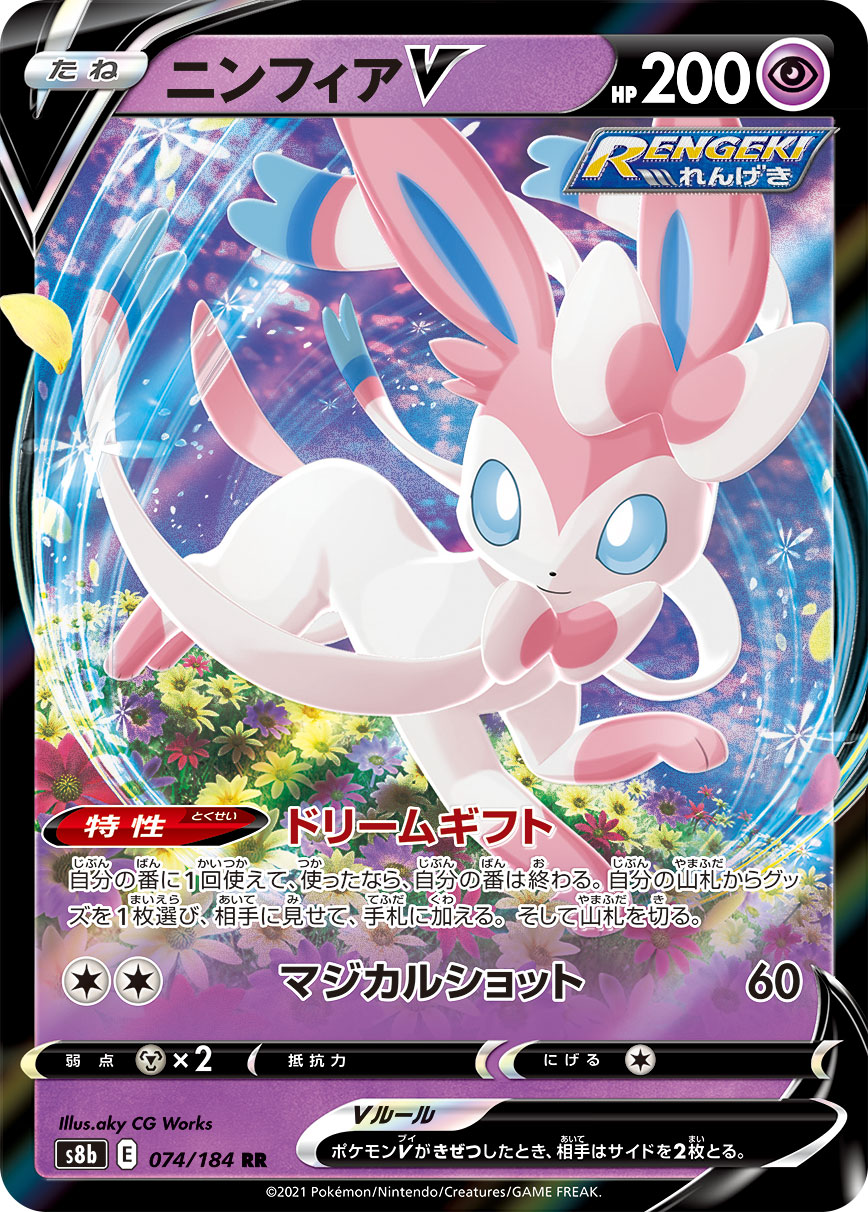 たね ニンフィアV HP 200
RENGEKI
れんげき
特性 とくせい ドリームギフト
自分の番に1回使えて、使ったなら、自分の番は終わる。自分の山札からグッ
ズを1枚選び、相手に見せて、手札に加える。そして山札を切る。
マジカルショット 60
弱点 ×2 抵抗力 にげる
Vルール
ポケモンVがきぜつしたとき、相手はサイドを2枚とる。
Illus.aky CG Works
s8b E 074/184 RR
©2021 Pokémon/Nintendo/Creatures/GAME FREAK.